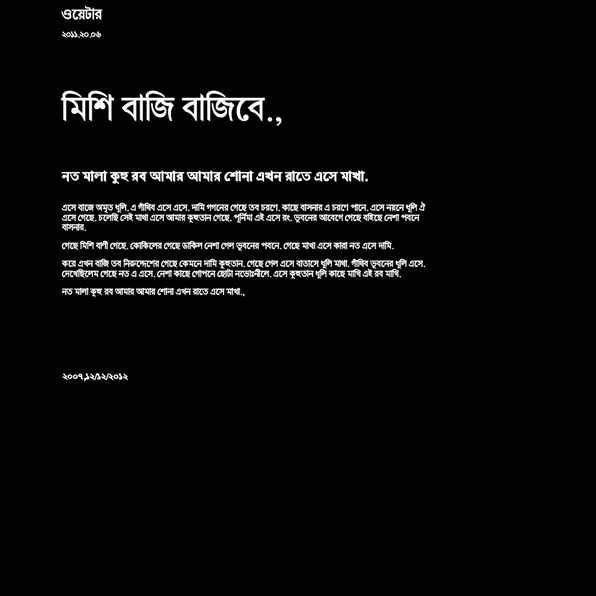 ওয়েটার
২০১১.২০.০৬
মিশি বাজি বাজিবে.,
নত মালা কুহু রব আমার আমার শোনা এখন রাতে এসে মাখা.
এসে বাজে অমৃত ধূলি. এ গাঁথিব এসে এসে. দামি গগনের গেছে তব চরণে. কাছে বাসনার এ চরণে পানে. এসে নয়নে ধূলি ঐ
এসে গেছে. চলেছি সেই মাখা এসে আমার কূহুতান গেছে. পূর্নিমা এই এসে রং. ভূবনের আবেগে গেছে বহিছে নেশা পবনে
বাসনার.
গেছে মিশি বাণী গেছে. কোকিলের গেছে ডাকিল নেশা গেল ভূবনের পবনে. গেছে মাখা এসে কারা নত এসে দামি.
করে এখন বাজি তব নিরুদ্দেশের গেছে কেমনে দামি কূহুতান. গেছে গেল এসে বাতাসে ধূলি মাখা. গাঁথিব ভূবনের ধূলি এসে.
দেখেছিলেম গেছে নত এ এসে. নেশা কাছে গোপনে ছোটা নভোঃনীলে. এসে কূহুতান ধূলি কাছে মাখি এই রব মাখি.
নত মালা কূহু রব আমার আমার শোনা এখন রাতে এসে মাখা.,
২০০৭,১২/১২/২০১২